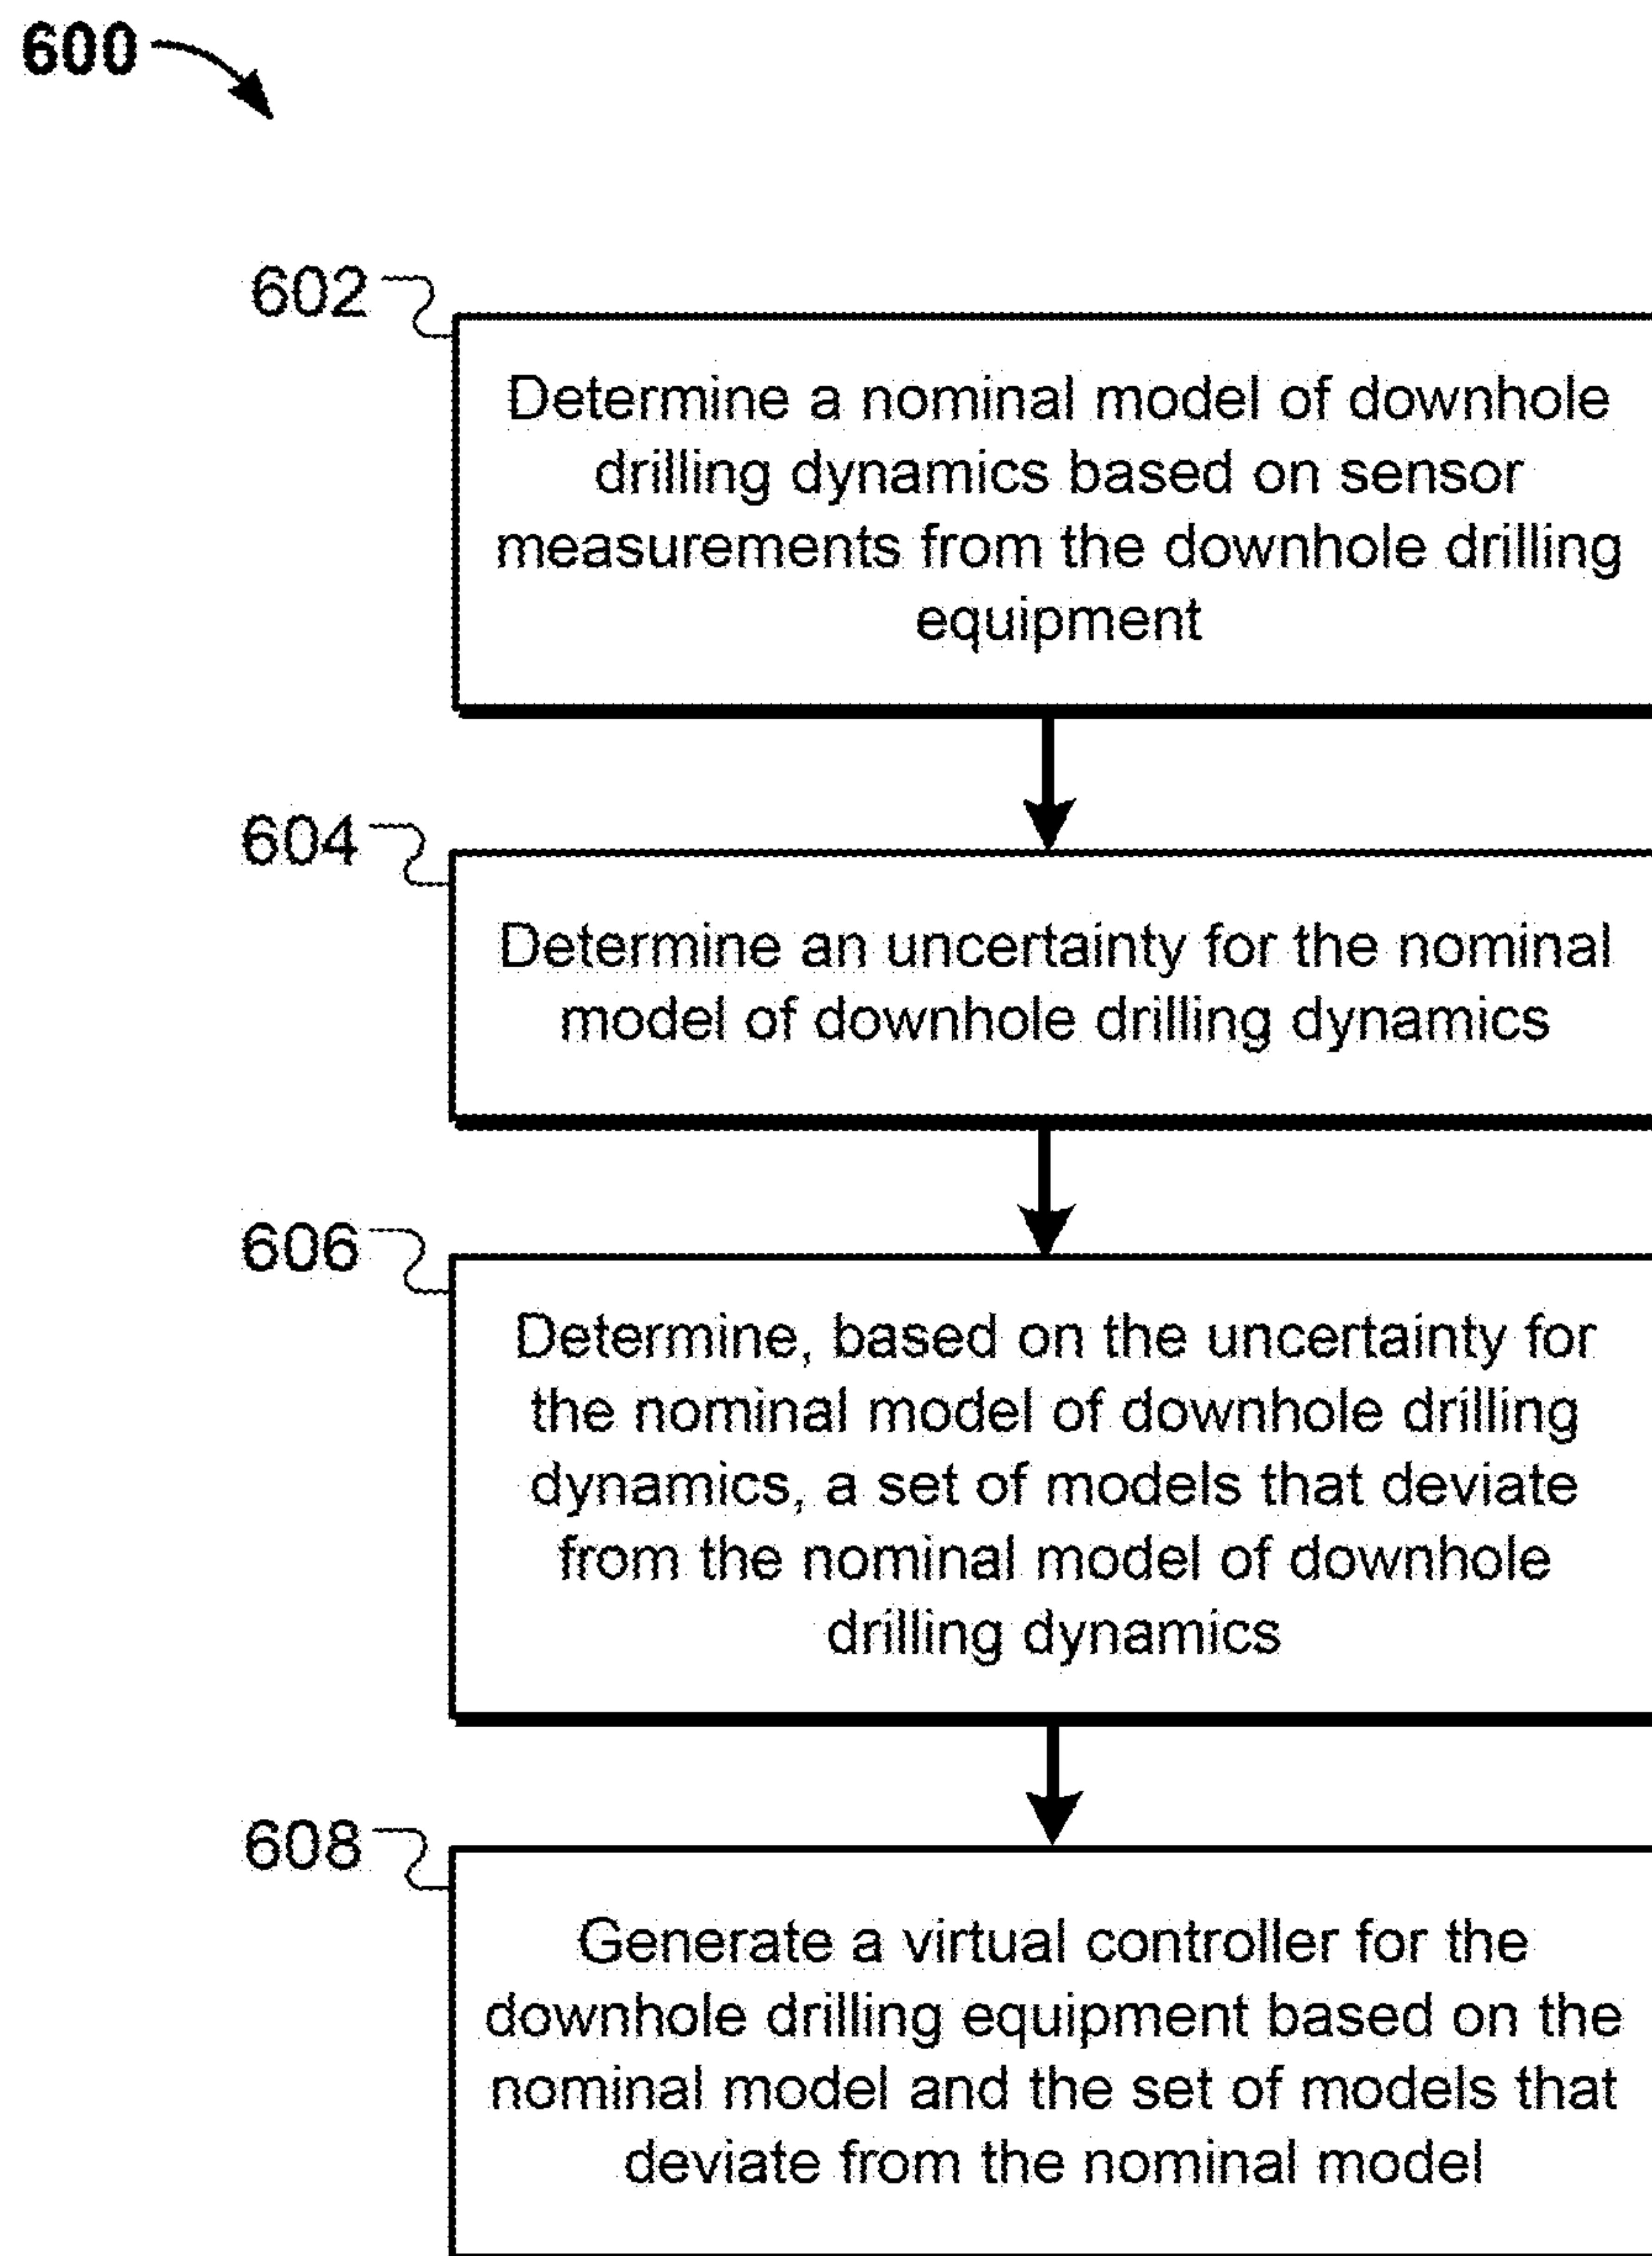 600
602
Determine a nominal model of downhole
drilling dynamics based on sensor
measurements from the downhole drilling
equipment
604
Determine an uncertainty for the nominal
model of downhole drilling dynamics
606
Determine, based on the uncertainty for
the nominal model of downhole drilling
dynamics, a set of models that deviate
from the nominal model of downhole
drilling dynamics
608
Generate a virtual controller for the
downhole drilling equipment based on the
nominal model and the set of models that
deviate from the nominal model